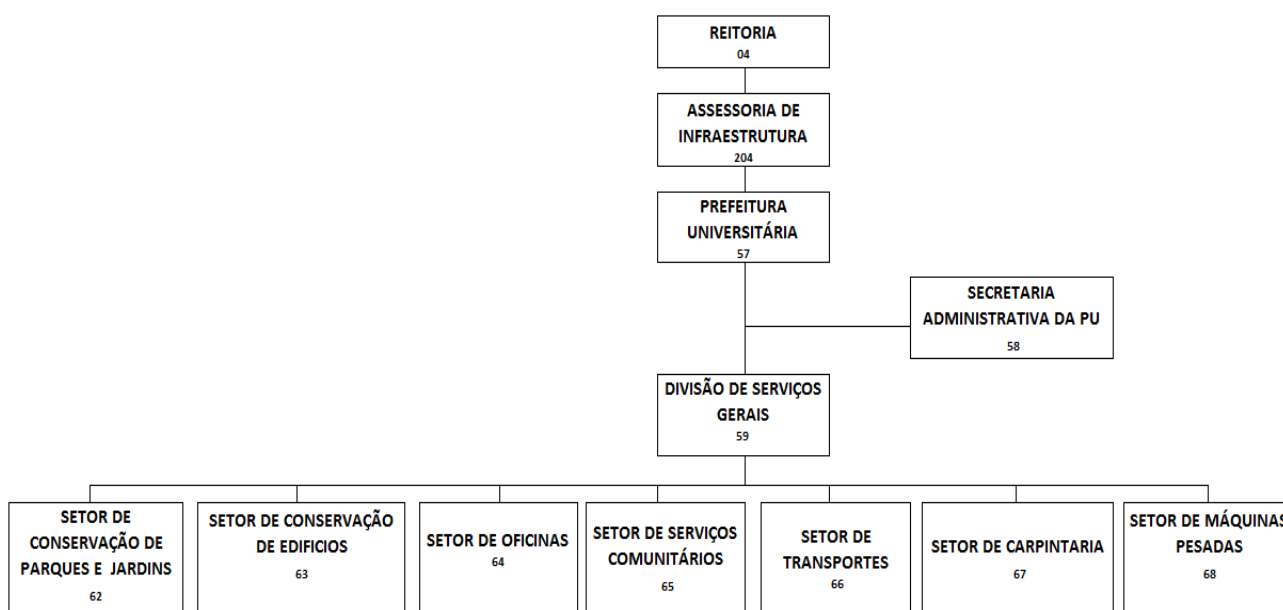 REITORIA
04
ASSESSORIA DE
INFRAESTRUTURA
204
PREFEITURA
UNIVERSITÁRIA
57
SECRETARIA
ADMINISTRATIVA DA PU
58
DIVISÃO DE SERVIÇOS
GERAIS
59
SETOR DE
CONSERVAÇÃO DE
PARQUES E JARDINS
62
SETOR DE CONSERVAÇÃO
DE EDIFICIOS
63
SETOR DE OFICINAS
64
SETOR DE SERVIÇOS
COMUNITÁRIOS
65
SETOR DE
TRANSPORTES
66
SETOR DE CARPINTARIA
67
SETOR DE MÁQUINAS
PESADAS
68